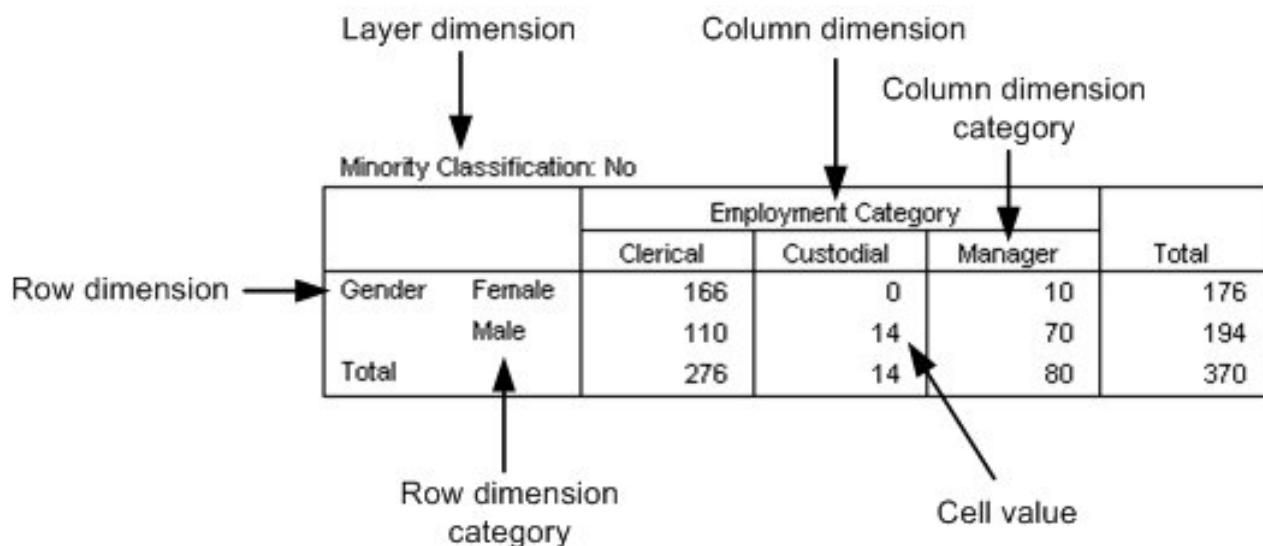 Layer dimension
Column dimension
Column dimension
category
Minority Classification: No
Employment Category
Clerical Custodial Manager Total
Row dimension
Gender Female 166 0 10 176
Male 110 14 70 194
Total 276 14 80 370
Row dimension
category
Cell value